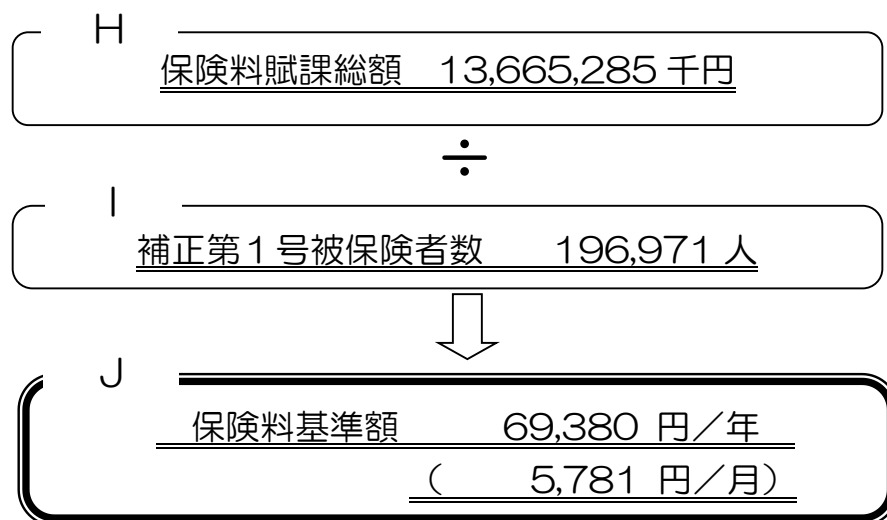 H
保険料賦課総額　13,665,285 千円
÷
I
補正第１号被保険者数　　196,971 人
J
保険料基準額　　　69,380 円／年
（　　5,781 円／月）